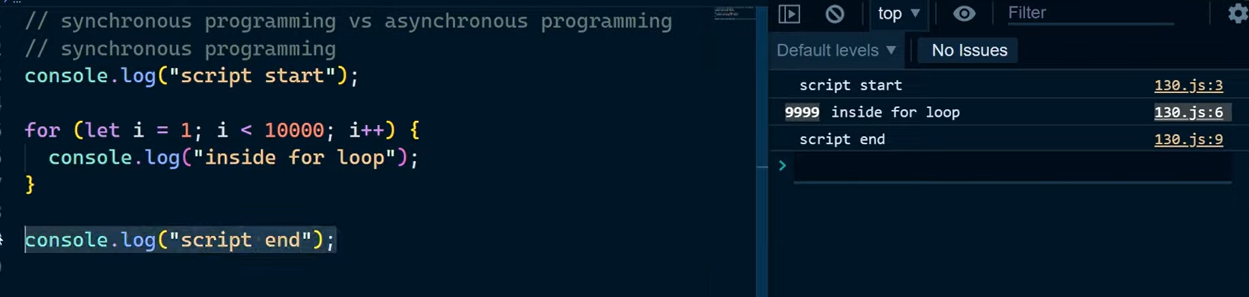 // synchronous programming vs asynchronous programming
// synchronous programming
console.log("script start");
for (let i = 1; i < 10000; i++) {
console.log("inside for loop");
}
console.log("script end");
top ▼ Filter
Default levels ▼ No Issues
script start 130.js:3
9999 inside for loop 130.js:6
script end 130.js:9
>